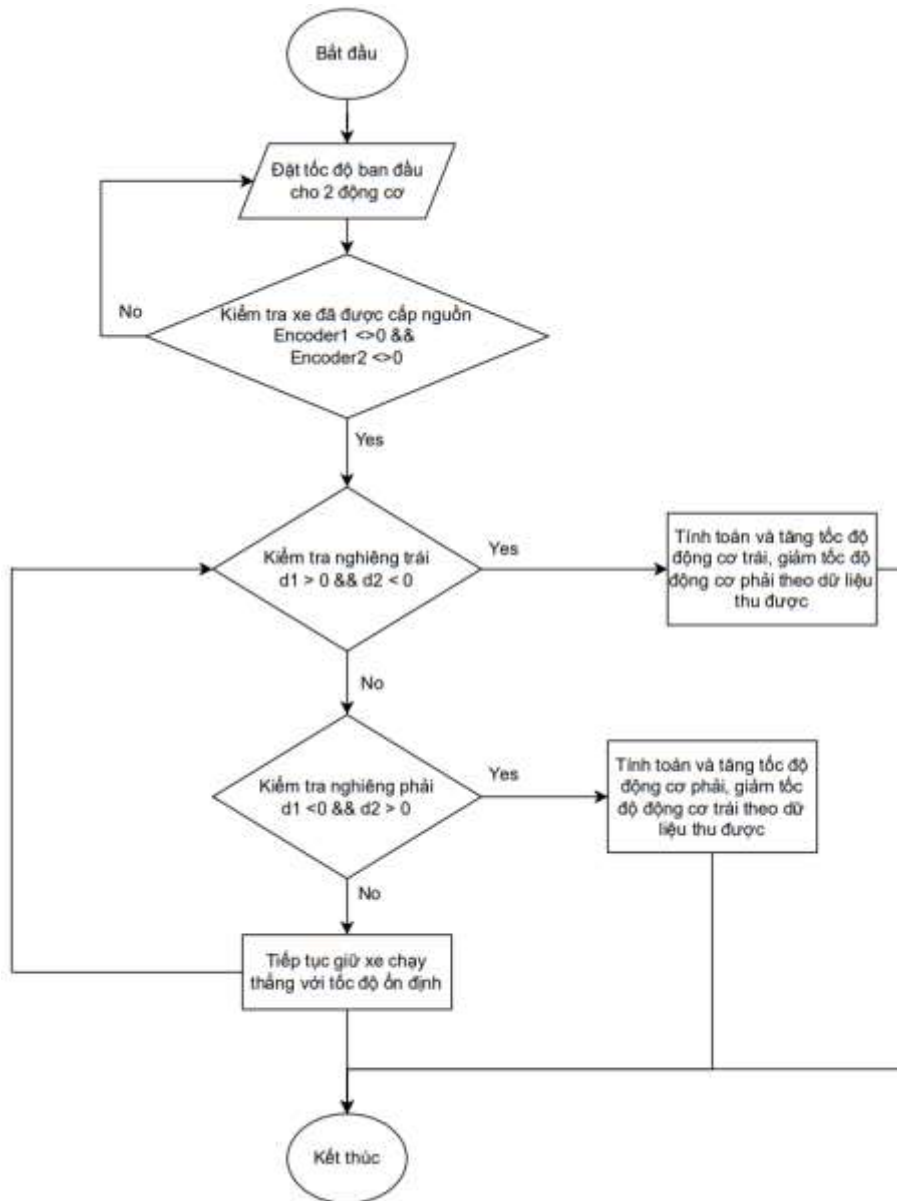 Bắt đầu
Đặt tốc độ ban đầu
cho 2 động cơ
No
Kiểm tra xe đã được cấp nguồn
Encoder1 <>0 &&
Encoder2 <>0
Yes
Kiểm tra nghiêng trái
d1 > 0 && d2 < 0
Yes
Tính toán và tăng tốc độ
động cơ trái, giảm tốc độ
động cơ phải theo dữ liệu
thu được
No
Kiểm tra nghiêng phải
d1 <0 && d2 > 0
Yes
Tính toán và tăng tốc độ
động cơ phải, giảm tốc
độ động cơ trái theo dữ
liệu thu được
No
Tiếp tục giữ xe chạy
thẳng với tốc độ ổn định
Kết thúc